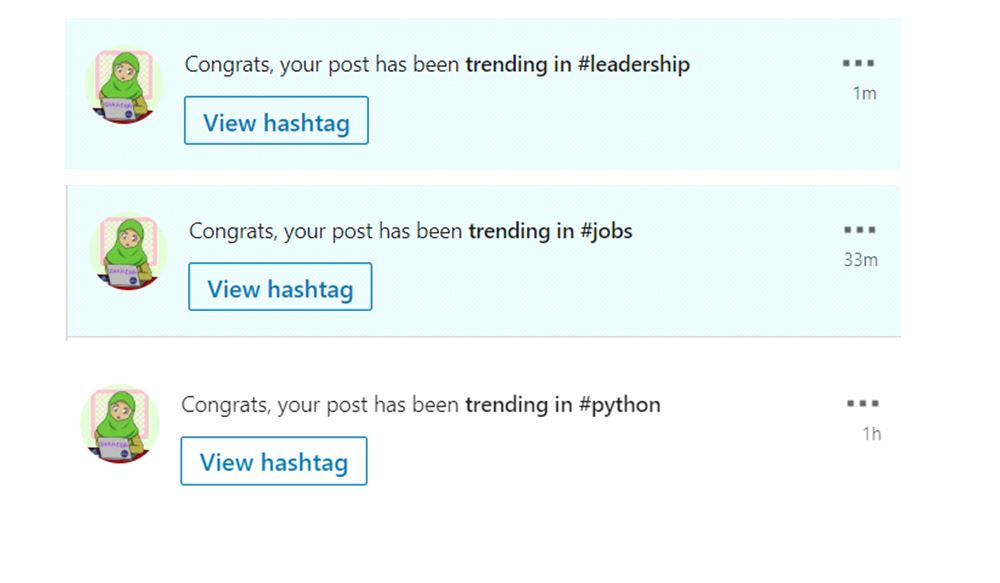 Congrats, your post has been trending in #leadership
1m
View hashtag
Congrats, your post has been trending in #jobs
33m
View hashtag
Congrats, your post has been trending in #python
1h
View hashtag